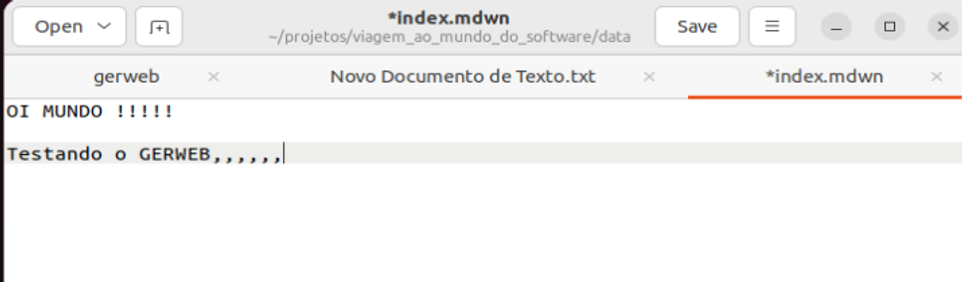 Open
*index.mdwn
~/projetos/viagem_ao_mundo_do_software/data
Save
gerweb
Novo Documento de Texto.txt
*index.mdwn
OI MUNDO !!!!!
Testando o GERWEB,,,,,,